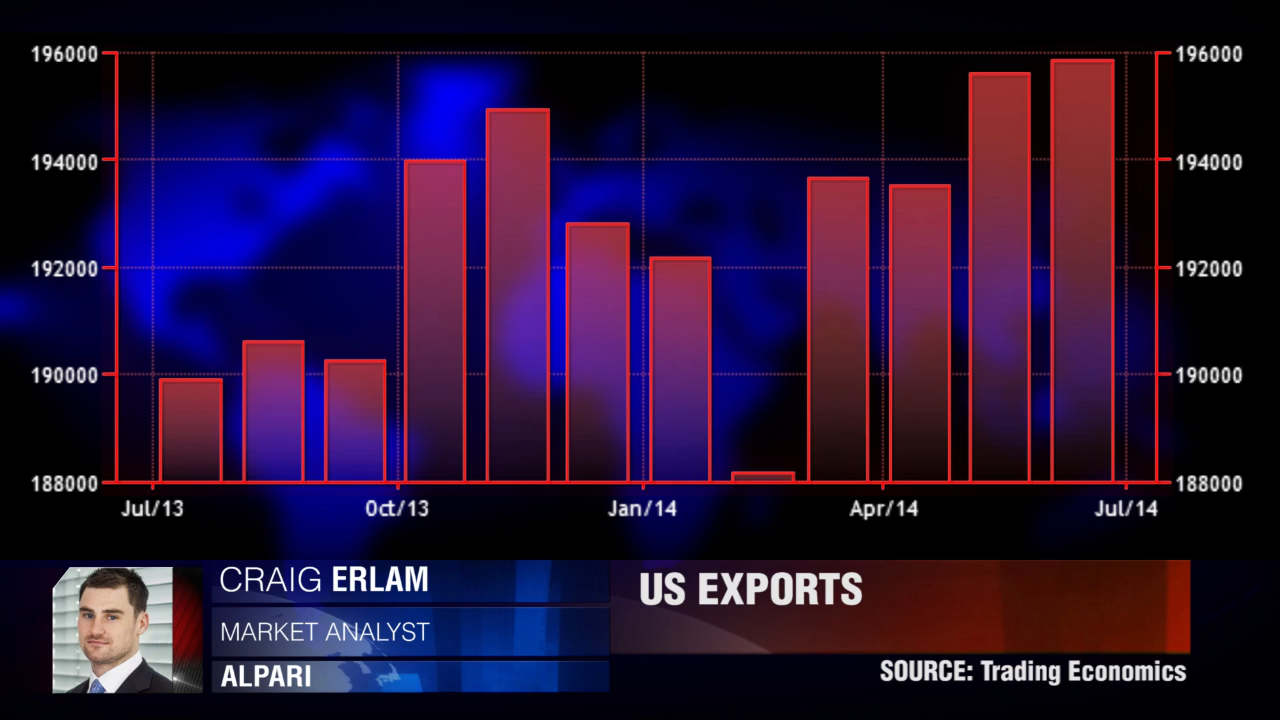 196000 196000
194000 194000
192000 192000
190000 190000
188000 188000
Jul/13 Oct/13 Jan/14 Apr/14 Jul/14
CRAIG ERLAM
MARKET ANALYST
ALPARI
US EXPORTS
SOURCE: Trading Economics